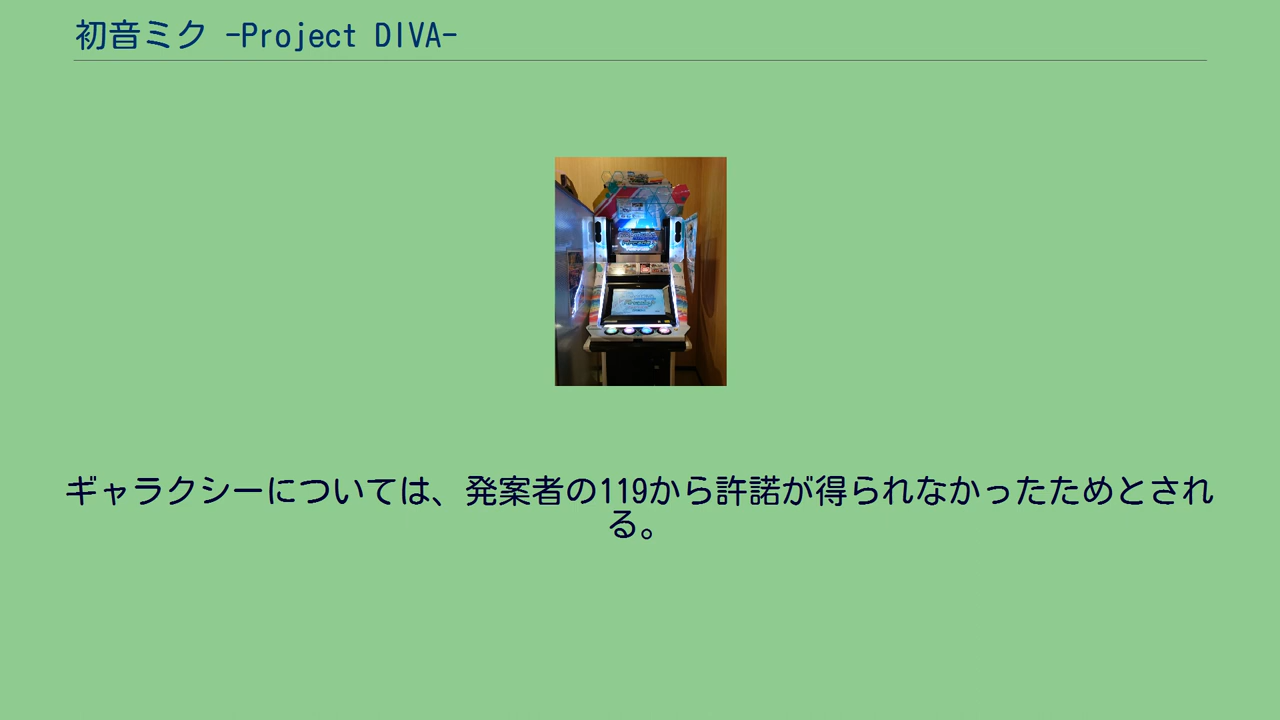 初音ミク -Project DIVA-
ギャラクシーについては、発案者の119から許諾が得られなかったためとされ
る。